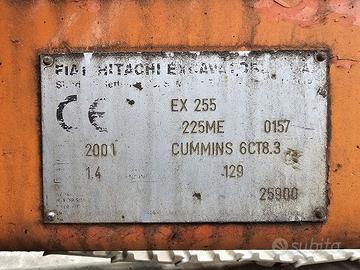 FIAT HITACHI EXCAVATORS
CE
EX 255
225ME 0157
2001 CUMMINS 6CT8.3
1.4 129
25900
subito